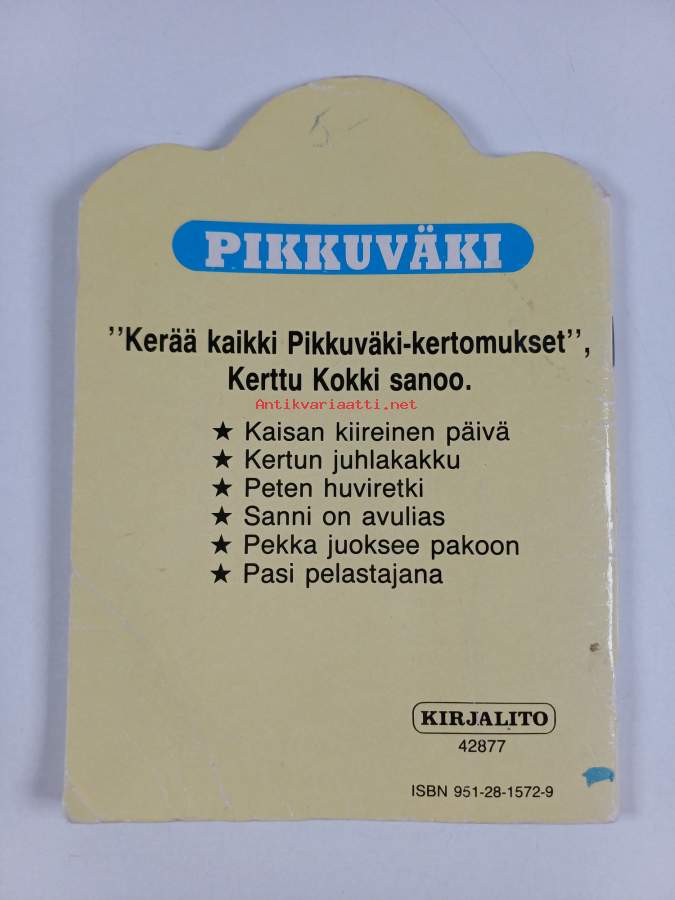 5-
PIKKUVÄKI
''Kerää kaikki Pikkuväki-kertomukset'',
Kerttu Kokki sanoo.
Antikvariaatti.net
★ Kaisan kiireinen päivä
★ Kertun juhlakakku
★ Peten huviretki
★ Sanni on avulias
★ Pekka juoksee pakoon
★ Pasi pelastajana
KIRJALITO
42877
ISBN 951-28-1572-9